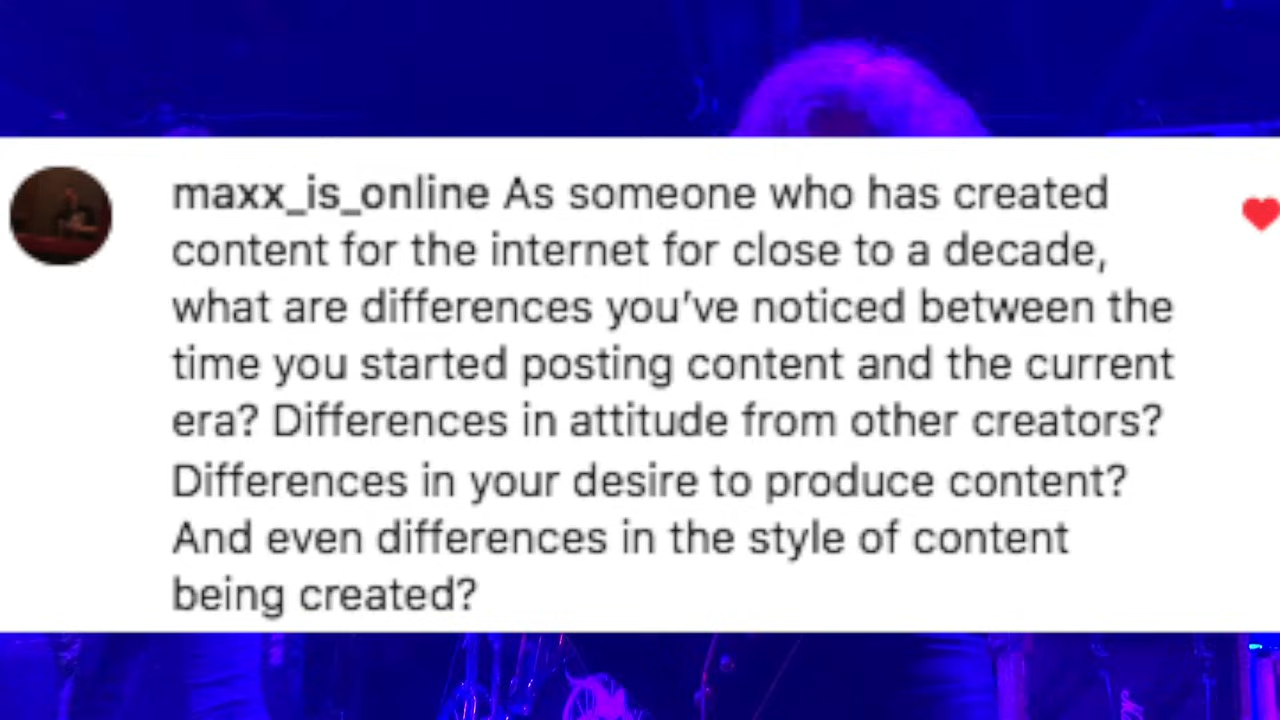 maxx_is_online As someone who has created
content for the internet for close to a decade,
what are differences you’ve noticed between the
time you started posting content and the current
era? Differences in attitude from other creators?
Differences in your desire to produce content?
And even differences in the style of content
being created?